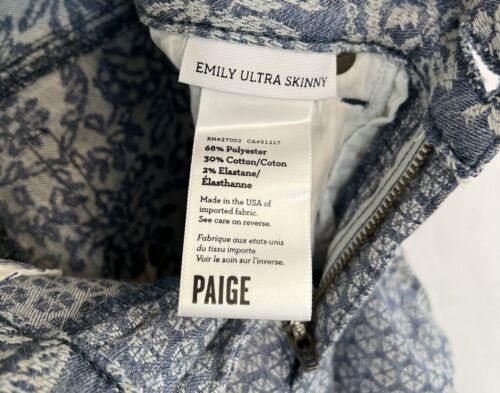 EMILY ULTRA SKINNY
RN#27002 CA#51217
68% Polyester
30% Cotton/Coton
2% Elastane/
Élasthanne
Made in the USA of
imported fabric.
See care on reverse.
Fabrique aux etats-unis
du tissu importe
Voir le soin sur l'inverse.
PAIGE